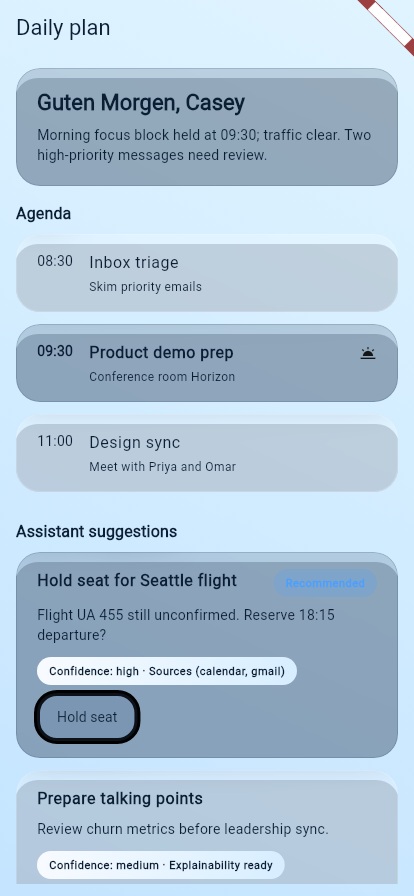 Daily plan
Guten Morgen, Casey
Morning focus block held at 09:30; traffic clear. Two
high-priority messages need review.
Agenda
08:30 Inbox triage
Skim priority emails
09:30 Product demo prep
Conference room Horizon
11:00 Design sync
Meet with Priya and Omar
Assistant suggestions
Hold seat for Seattle flight Recommended
Flight UA 455 still unconfirmed. Reserve 18:15
departure?
Confidence: high · Sources (calendar, gmail)
Hold seat
Prepare talking points
Review churn metrics before leadership sync.
Confidence: medium · Explainability ready